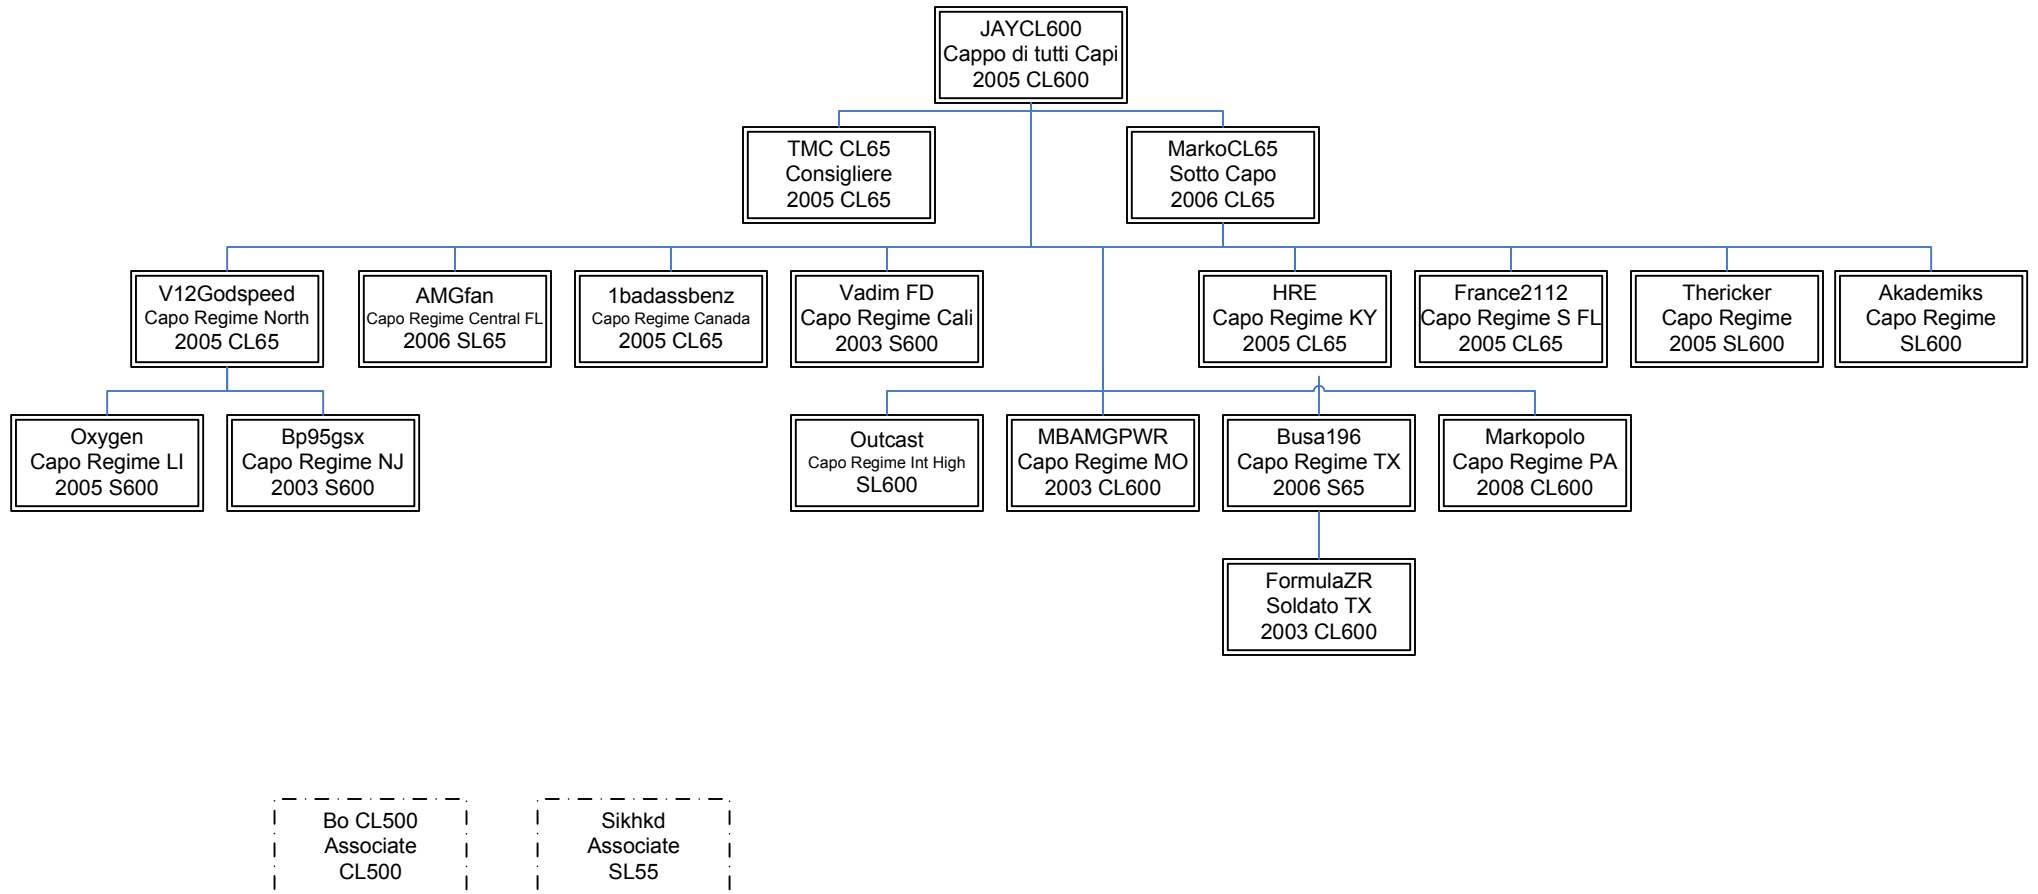 JAYCL600
Cappo di tutti Capi
2005 CL600
TMC CL65
Consigliere
2005 CL65
MarkoCL65
Sotto Capo
2006 CL65
V12Godspeed
Capo Regime North
2005 CL65
AMGfan
Capo Regime Central FL
2006 SL65
1badassbenz
Capo Regime Canada
2005 CL65
Vadim FD
Capo Regime Cali
2003 S600
HRE
Capo Regime KY
2005 CL65
France2112
Capo Regime S FL
2005 CL65
Thericker
Capo Regime
2005 SL600
Akademiks
Capo Regime
SL600
Oxygen
Capo Regime LI
2005 S600
Bp95gsx
Capo Regime NJ
2003 S600
Outcast
Capo Regime Int High
SL600
MBAMGPWR
Capo Regime MO
2003 CL600
Busa196
Capo Regime TX
2006 S65
Markopolo
Capo Regime PA
2008 CL600
FormulaZR
Soldato TX
2003 CL600
Bo CL500
Associate
CL500
Sikhkd
Associate
SL55